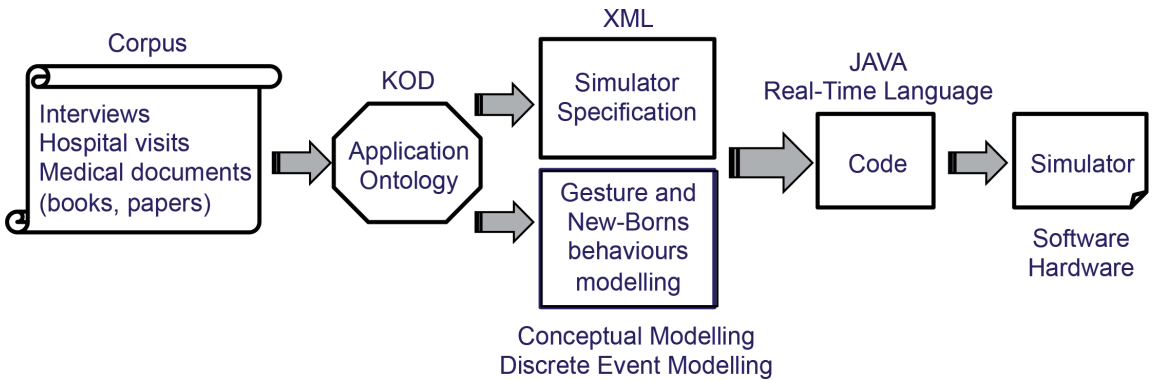 Corpus
Interviews
Hospital visits
Medical documents
(books, papers)
KOD
Application
Ontology
XML
Simulator
Specification
Gesture and
New-Borns
behaviours
modelling
Conceptual Modelling
Discrete Event Modelling
JAVA
Real-Time Language
Code
Simulator
Software
Hardware